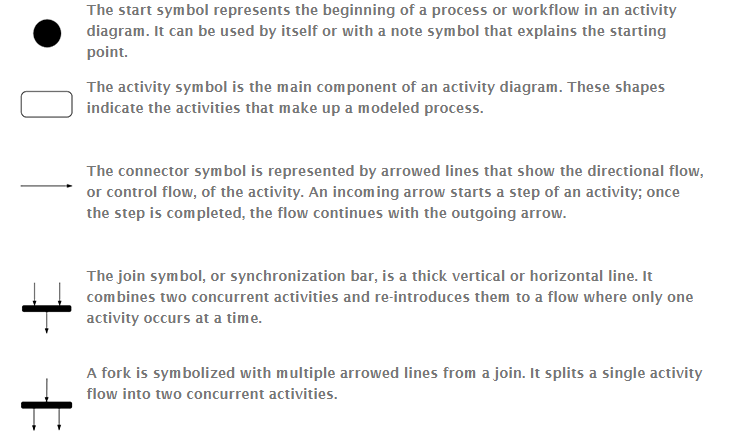 The start symbol represents the beginning of a process or workflow in an activity
diagram. It can be used by itself or with a note symbol that explains the starting
point.
The activity symbol is the main component of an activity diagram. These shapes
indicate the activities that make up a modeled process.
The connector symbol is represented by arrowed lines that show the directional flow,
or control flow, of the activity. An incoming arrow starts a step of an activity; once
the step is completed, the flow continues with the outgoing arrow.
The join symbol, or synchronization bar, is a thick vertical or horizontal line. It
combines two concurrent activities and re-introduces them to a flow where only one
activity occurs at a time.
A fork is symbolized with multiple arrowed lines from a join. It splits a single activity
flow into two concurrent activities.